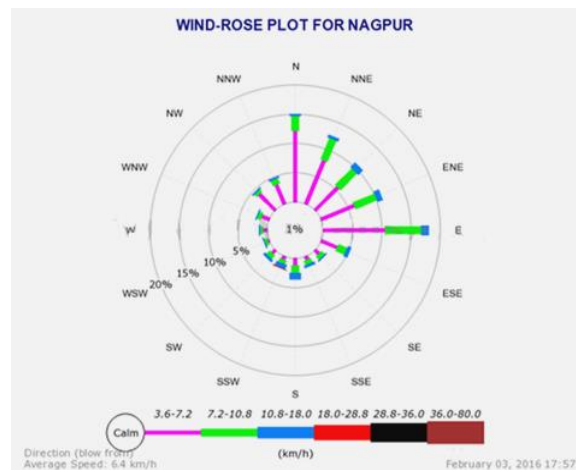 WIND-ROSE PLOT FOR NAGPUR
N
NNW NNE
NW NE
WNW ENE
W 1% E
5%
10%
15%
20%
WSW ESE
SW SE
SSW SSE
S
3.6-7.2 7.2-10.8 10.8-18.0 18.0-28.8 28.8-36.0 36.0-80.0
Calm
(km/h)
Direction (blow from)
Average Speed: 6.4 km/h February 03, 2016 17:57